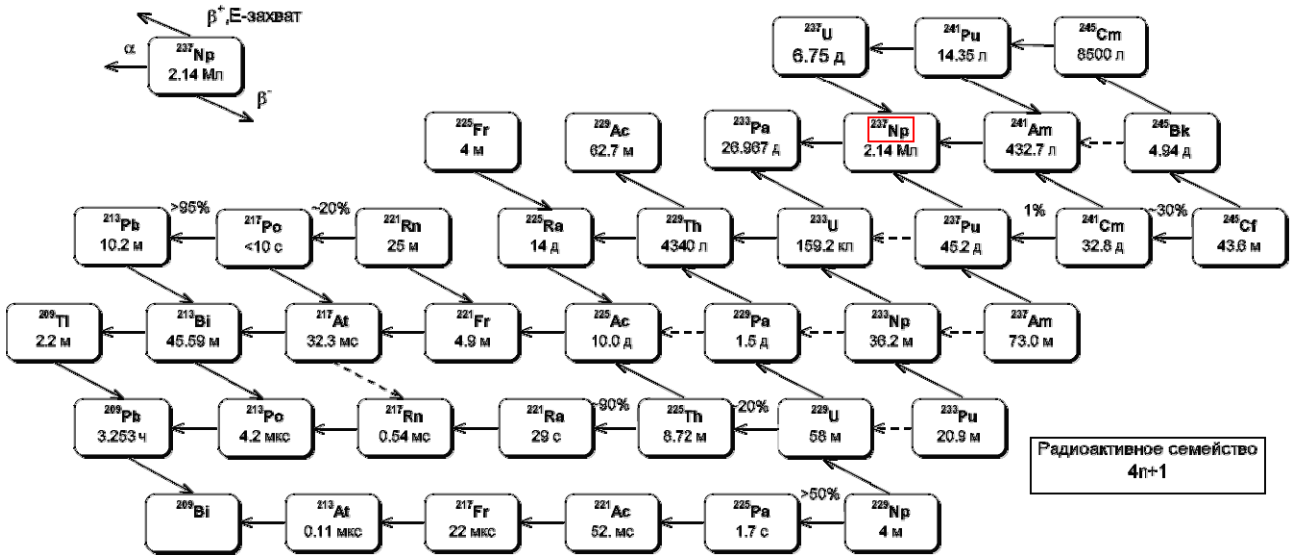 β⁺,Е-захват
α
²³⁷Np
2.14 Мл
β⁻
²³⁷U
6.75 д
²⁴¹Pu
14.35 л
²⁴⁵Cm
8500 л
²²⁵Fr
4 м
²²⁹Ac
62.7 м
²³³Pa
26.967 д
²³⁷Np
2.14 Мл
²⁴¹Am
432.7 л
²⁴⁵Bk
4.94 д
²¹³Pb
10.2 м
>95%
²¹⁷Po
<10 с
~20%
²²¹Rn
25 м
²²⁵Ra
14 д
²²⁹Th
4340 л
²³³U
159.2 кл
²³⁷Pu
45.2 д
1%
²⁴¹Cm
32.8 д
~30%
²⁴⁵Cf
43.6 м
²⁰⁹Tl
2.2 м
²¹³Bi
45.59 м
²¹⁷At
32.3 мс
²²¹Fr
4.9 м
²²⁵Ac
10.0 д
²²⁹Pa
1.5 д
²³³Np
36.2 м
²³⁷Am
73.0 м
²⁰⁹Pb
3.253 ч
²¹³Po
4.2 мкс
²¹⁷Rn
0.54 мс
²²¹Ra
29 с
~90%
²²⁵Th
8.72 м
~20%
²²⁹U
58 м
²³³Pu
20.9 м
Радиоактивное семейство
4n+1
²⁰⁹Bi
²¹³At
0.11 мкс
²¹⁷Fr
22 мкс
²²¹Ac
52. мс
²²⁵Pa
1.7 с
>50%
²²⁹Np
4 м